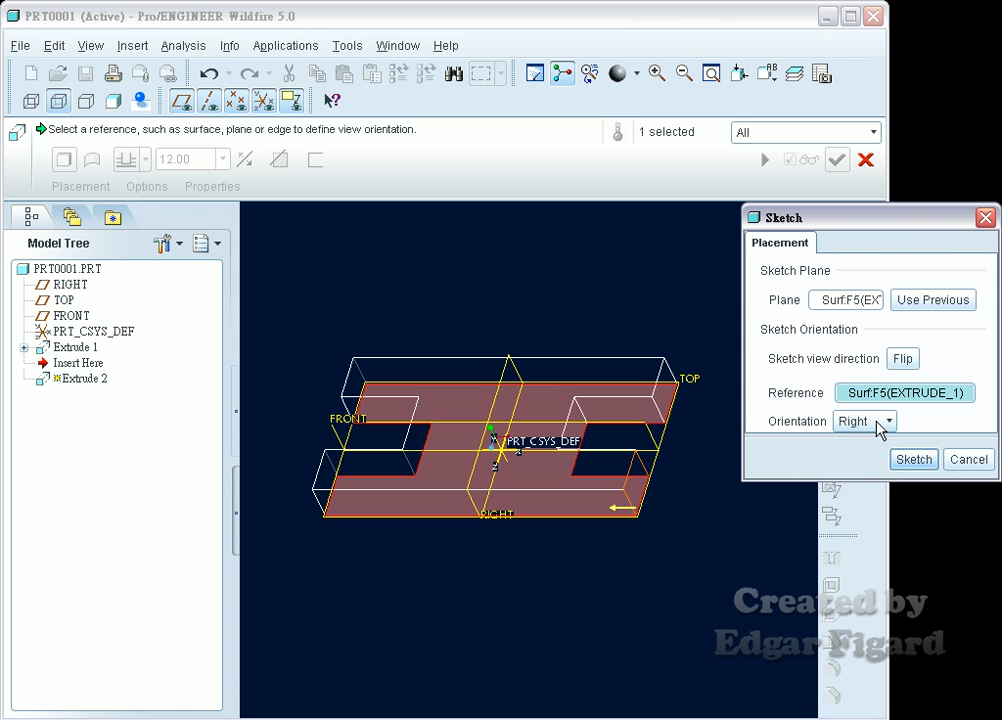 PRT0001 (Active) - Pro/ENGINEER Wildfire 5.0
File Edit View Insert Analysis Info Applications Tools Window Help
Select a reference, such as surface, plane or edge to define view orientation.
1 selected
All
12.00
Placement Options Properties
Model Tree
PRT0001.PRT
RIGHT
TOP
FRONT
PRT_CSYS_DEF
Extrude 1
Insert Here
Extrude 2
TOP
FRONT
PRT_CSYS_DEF
Z
RIGHT
Sketch
Placement
Sketch Plane
Plane Surf:F5(EX Use Previous
Sketch Orientation
Sketch view direction Flip
Reference Surf:F5(EXTRUDE_1)
Orientation Right
Sketch Cancel
Created by
Edgar Figard